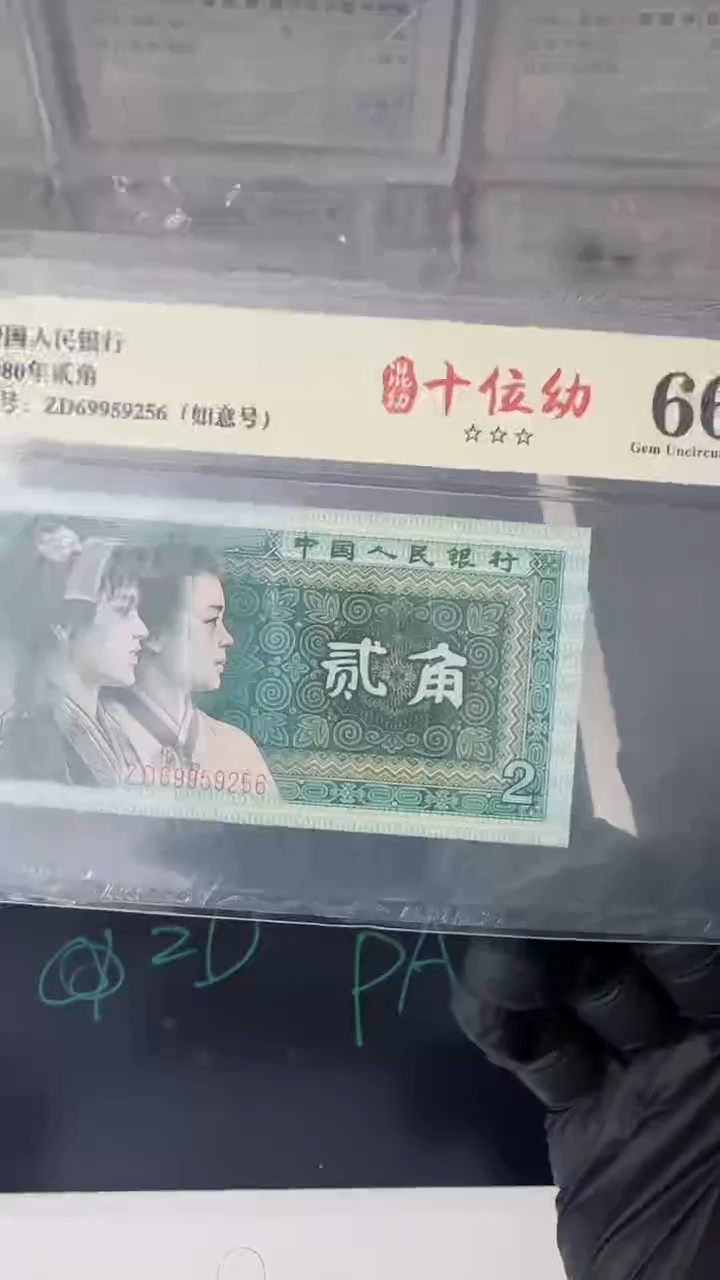 国人民银行
80年贰角
号: ZD69959256 (如意号)
十位幼
☆☆☆
66
Gem Uncircu
中国人民银行
贰角
ZD69959256
2
ZD PA